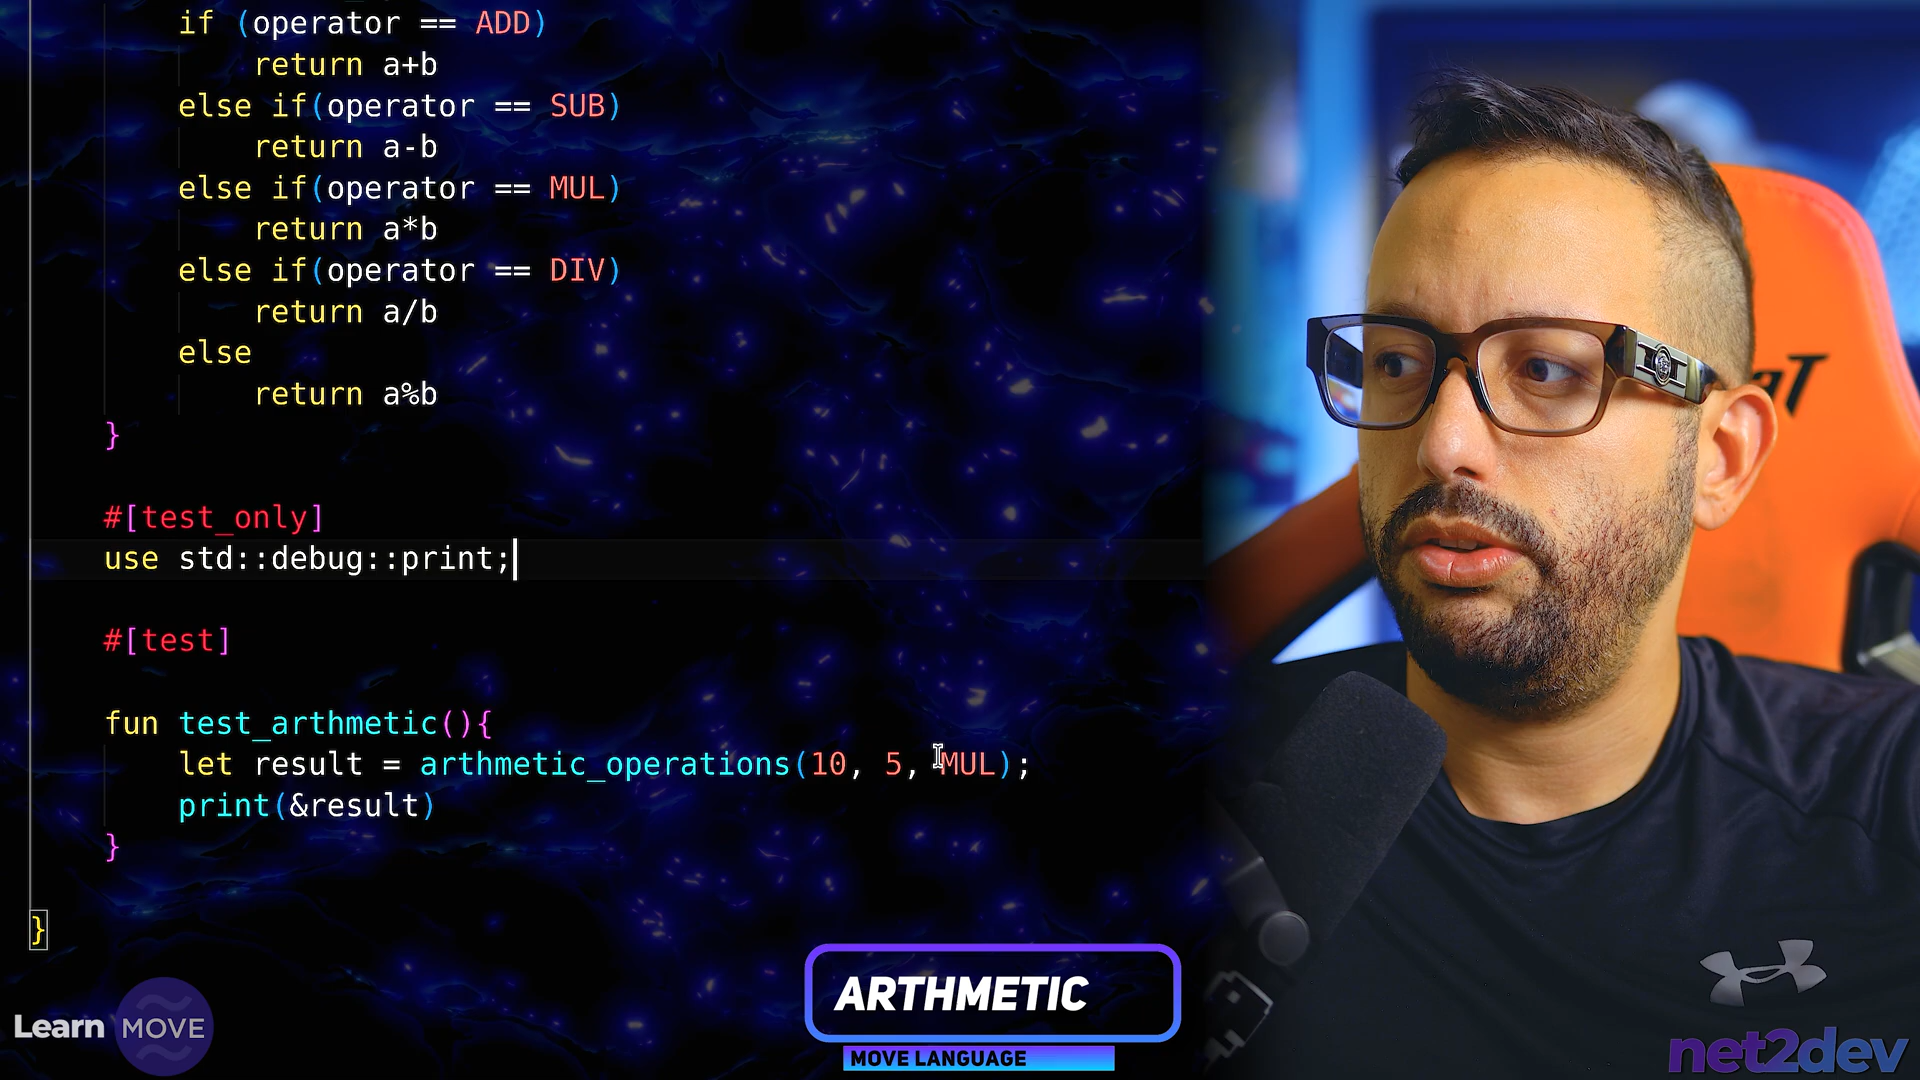 if (operator == ADD)
return a+b
else if(operator == SUB)
return a-b
else if(operator == MUL)
return a*b
else if(operator == DIV)
return a/b
else
return a%b
}
#[test_only]
use std::debug::print;
#[test]
fun test_arthmetic(){
let result = arthmetic_operations(10, 5, MUL);
print(&result)
}
}
ARTHMETIC
MOVE LANGUAGE
Learn MOVE
net2dev